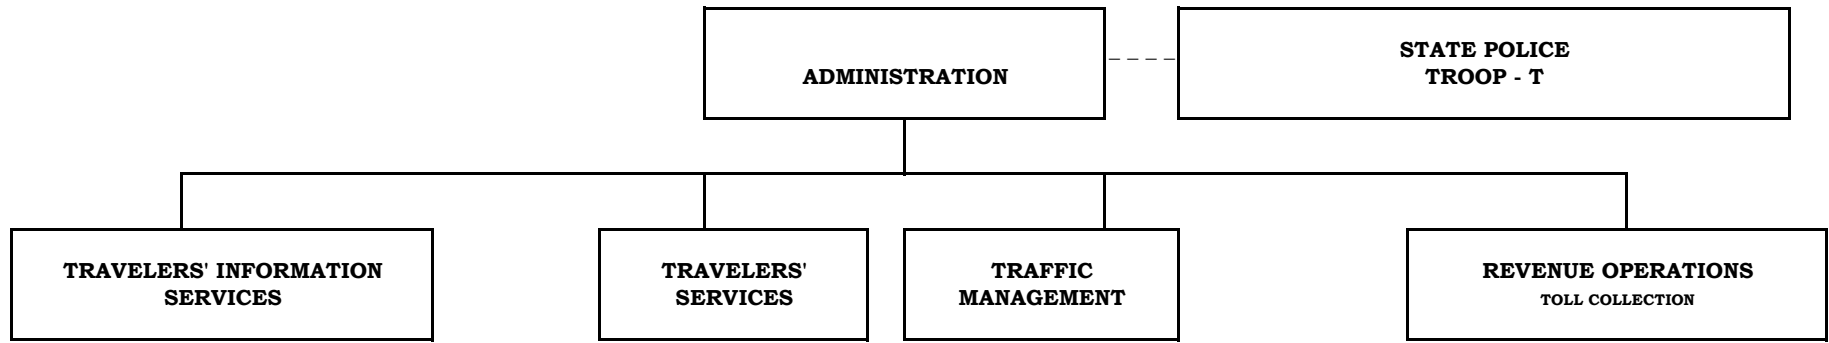 ADMINISTRATION
STATE POLICE
TROOP - T
TRAVELERS' INFORMATION
SERVICES
TRAVELERS'
SERVICES
TRAFFIC
MANAGEMENT
REVENUE OPERATIONS
TOLL COLLECTION